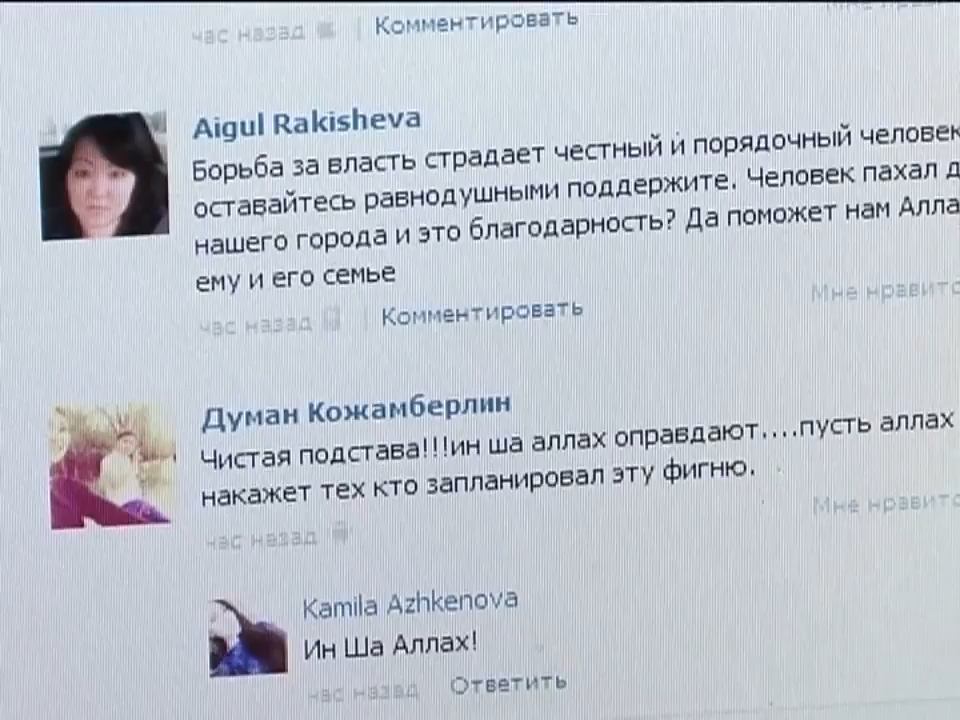 час назад Комментировать
Aigul Rakisheva
Борьба за власть страдает честный и порядочный человек
оставайтесь равнодушными поддержите. Человек пахал д
нашего города и это благодарность? Да поможет нам Алла
ему и его семье
час назад Комментировать Мне нравитс
Думан Кожамберлин
Чистая подстава!!!ин ша аллах оправдают....пусть аллах
накажет тех кто запланировал эту фигню.
час назад Мне нравитс
Kamila Azhkenova
Ин Ша Аллах!
час назад Ответить